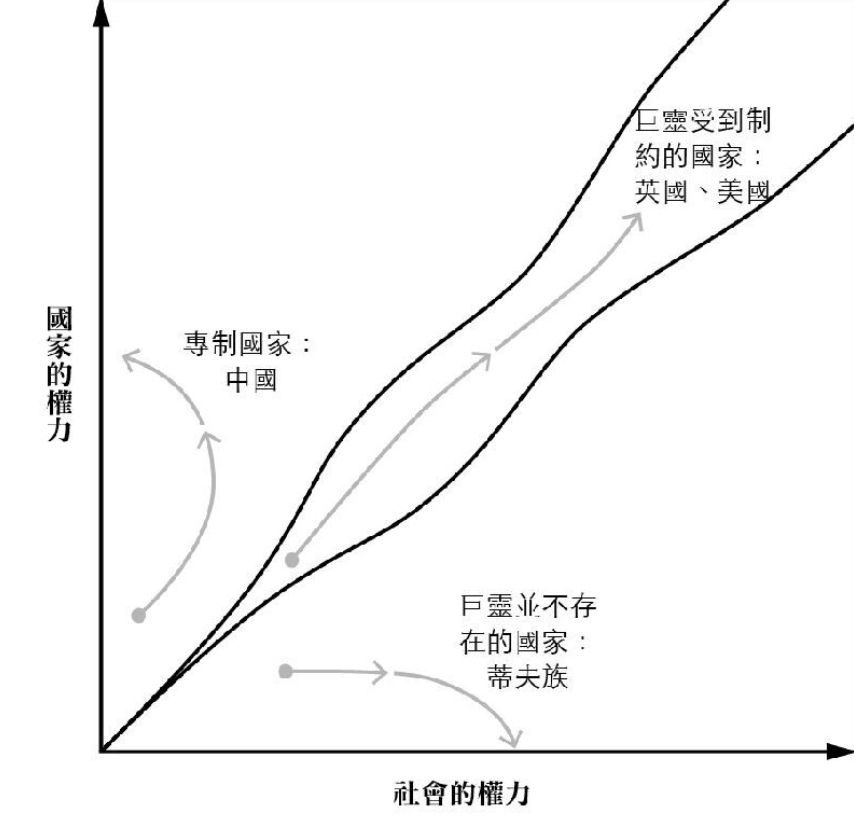 巨靈受到制
約的國家：
英國、美國
專制國家：
中國
國家的權力
巨靈並不存
在的國家：
蒂夫族
社會的權力